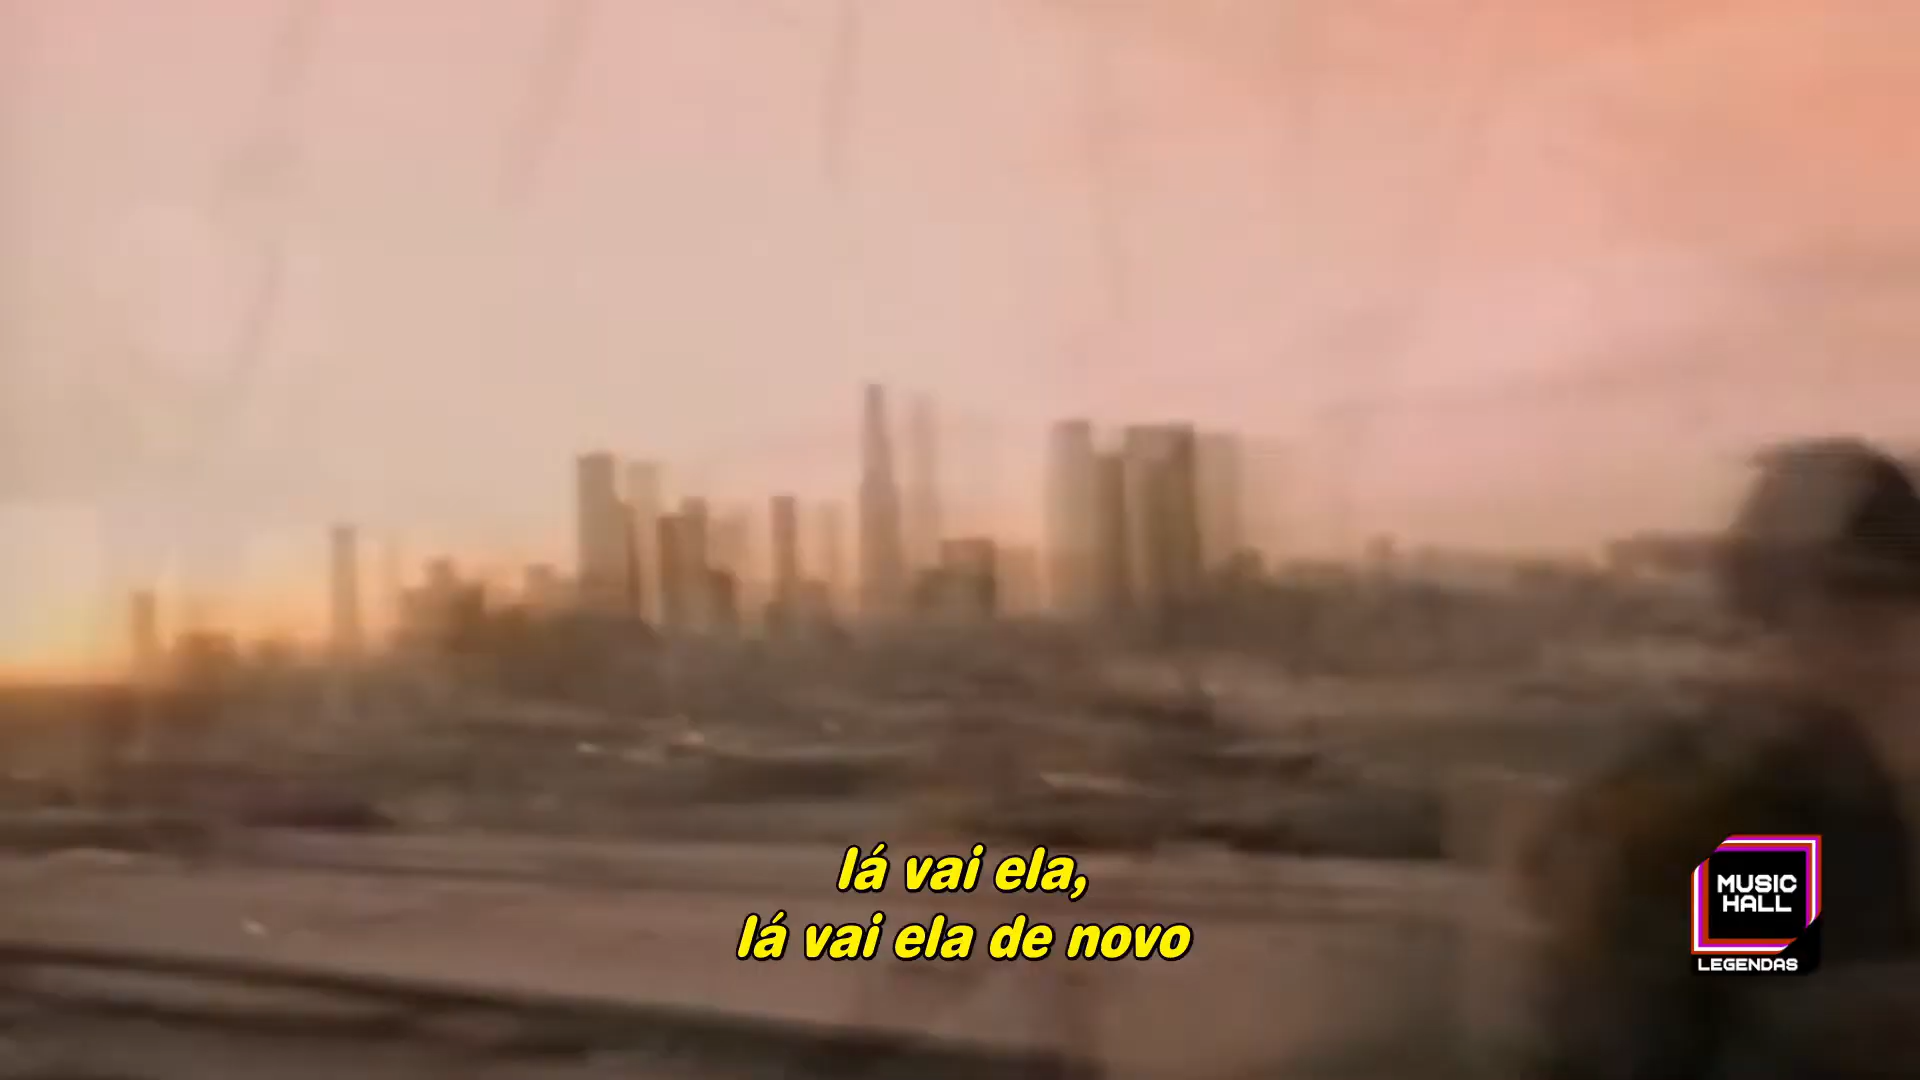 lá vai ela,
lá vai ela de novo
MUSIC
HALL
LEGENDAS